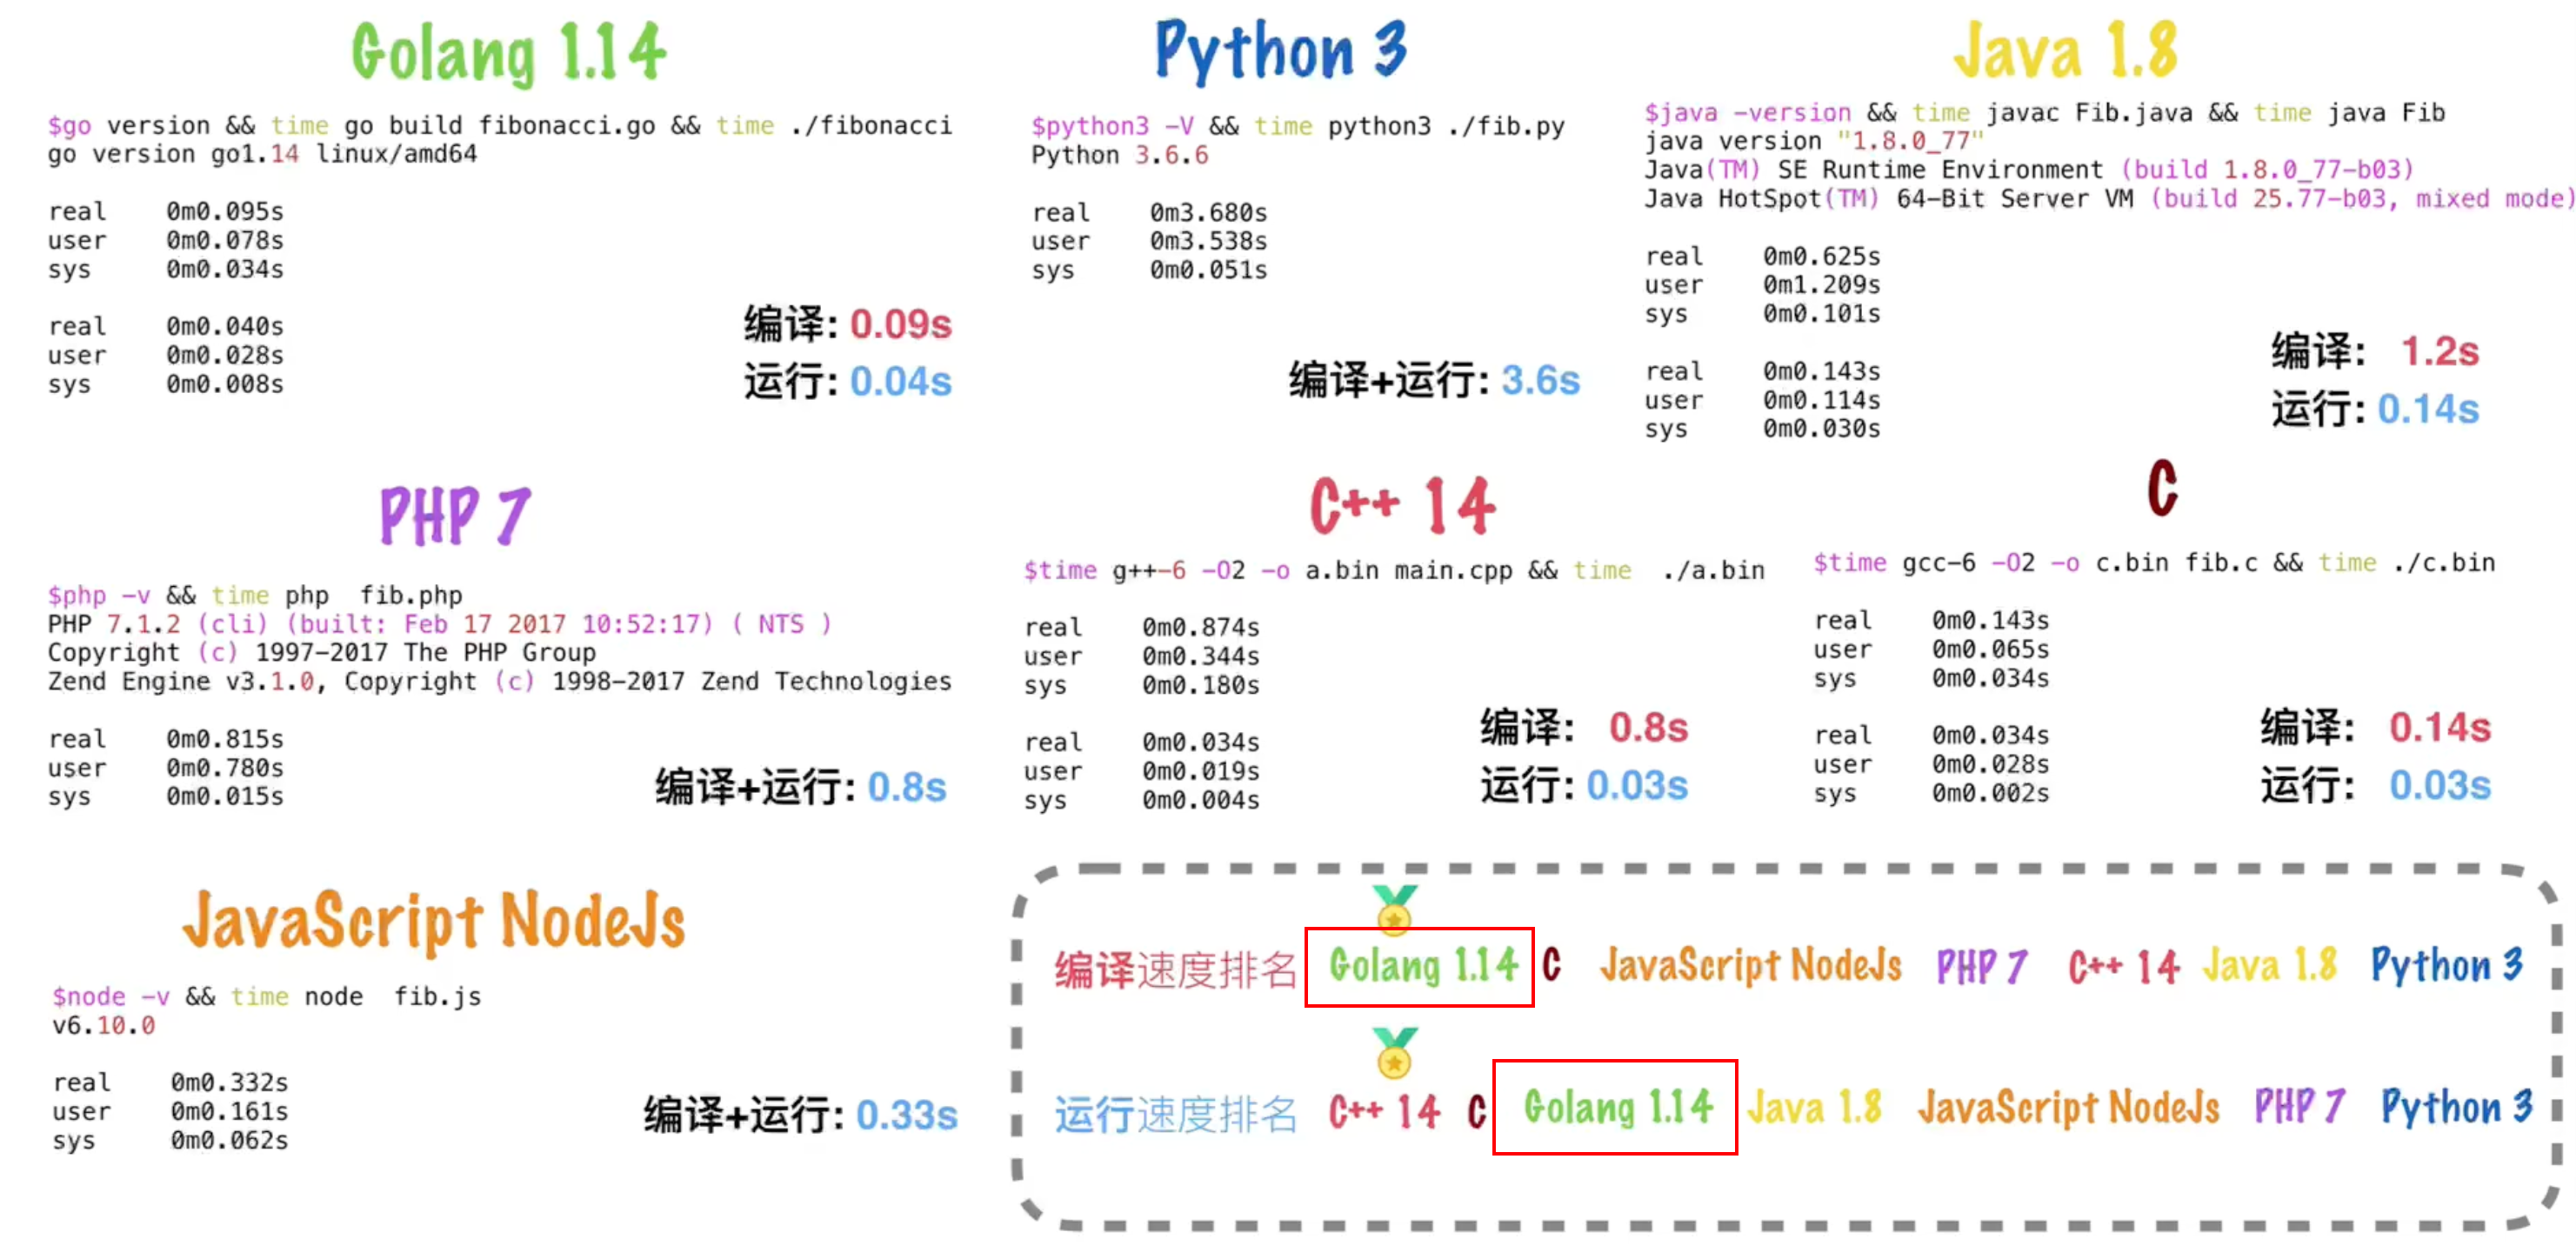 Golang 1.14
$go version && time go build fibonacci.go && time ./fibonacci
go version go1.14 linux/amd64
real 0m0.095s
user 0m0.078s
sys 0m0.034s
real 0m0.040s
user 0m0.028s
sys 0m0.008s
编译: 0.09s
运行: 0.04s
Python 3
$python3 -V && time python3 ./fib.py
Python 3.6.6
real 0m3.680s
user 0m3.538s
sys 0m0.051s
编译+运行: 3.6s
Java 1.8
$java -version && time javac Fib.java && time java Fib
java version "1.8.0_77"
Java(TM) SE Runtime Environment (build 1.8.0_77-b03)
Java HotSpot(TM) 64-Bit Server VM (build 25.77-b03, mixed mode)
real 0m0.625s
user 0m1.209s
sys 0m0.101s
real 0m0.143s
user 0m0.114s
sys 0m0.030s
编译: 1.2s
运行: 0.14s
PHP 7
$php -v && time php fib.php
PHP 7.1.2 (cli) (built: Feb 17 2017 10:52:17) ( NTS )
Copyright (c) 1997-2017 The PHP Group
Zend Engine v3.1.0, Copyright (c) 1998-2017 Zend Technologies
real 0m0.815s
user 0m0.780s
sys 0m0.015s
编译+运行: 0.8s
C++ 14
$time g++-6 -O2 -o a.bin main.cpp && time ./a.bin
real 0m0.874s
user 0m0.344s
sys 0m0.180s
real 0m0.034s
user 0m0.019s
sys 0m0.004s
编译: 0.8s
运行: 0.03s
C
$time gcc-6 -O2 -o c.bin fib.c && time ./c.bin
real 0m0.143s
user 0m0.065s
sys 0m0.034s
real 0m0.034s
user 0m0.028s
sys 0m0.002s
编译: 0.14s
运行: 0.03s
JavaScript NodeJs
$node -v && time node fib.js
v6.10.0
real 0m0.332s
user 0m0.161s
sys 0m0.062s
编译+运行: 0.33s
编译速度排名 Golang 1.14 C JavaScript NodeJs PHP 7 C++ 14 Java 1.8 Python 3
运行速度排名 C++ 14 C Golang 1.14 Java 1.8 JavaScript NodeJs PHP 7 Python 3